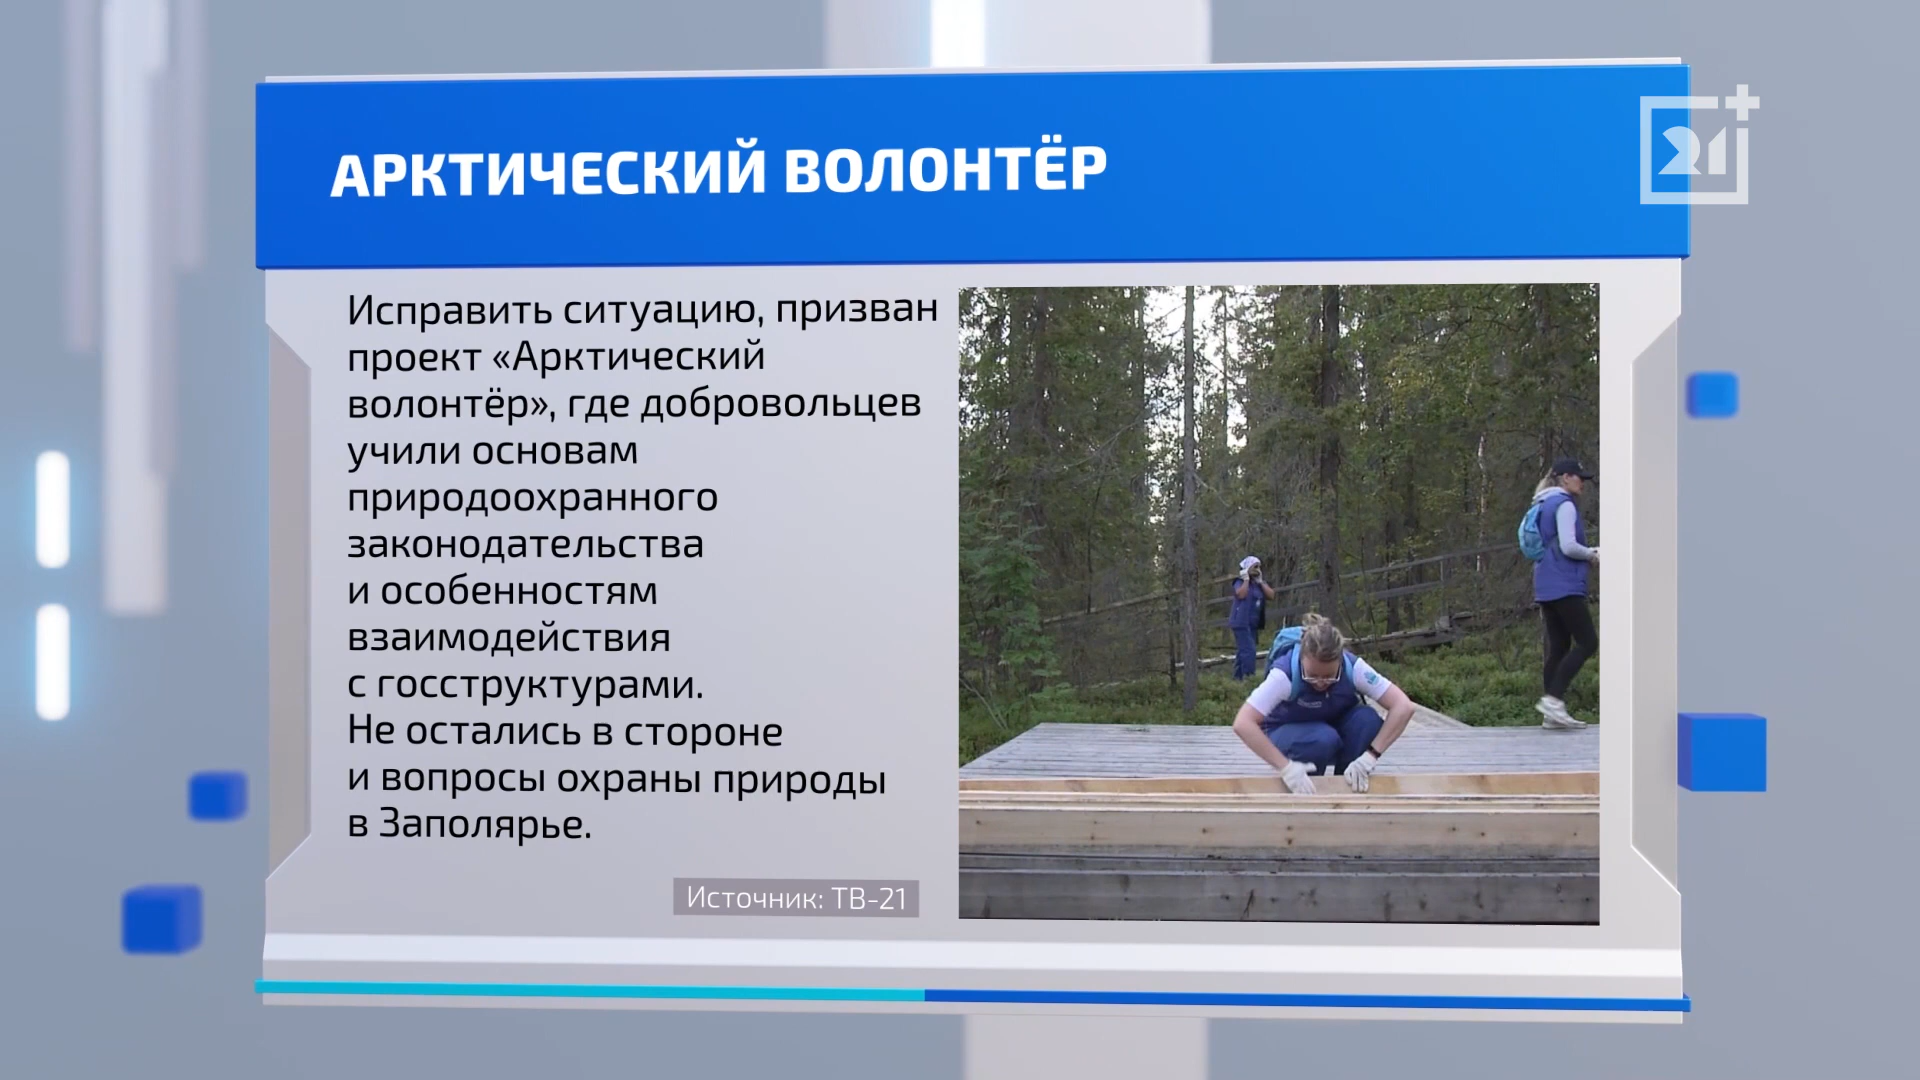 АРКТИЧЕСКИЙ ВОЛОНТЁР
21+
Исправить ситуацию, призван
проект «Арктический
волонтёр», где добровольцев
учили основам
природоохранного
законодательства
и особенностям
взаимодействия
с госструктурами.
Не остались в стороне
и вопросы охраны природы
в Заполярье.
Источник: ТВ-21